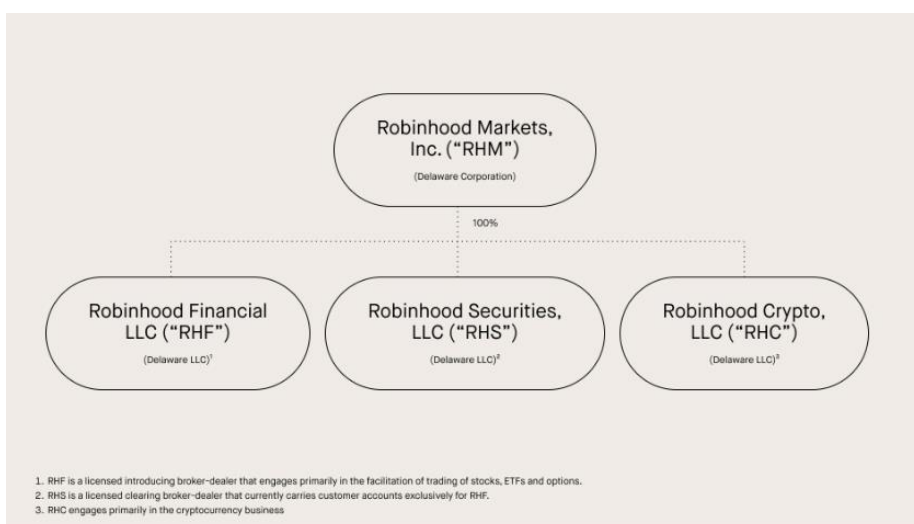 Robinhood Markets,
Inc. (“RHM”)
(Delaware Corporation)
100%
Robinhood Financial
LLC (“RHF”)
(Delaware LLC)¹
Robinhood Securities,
LLC (“RHS”)
(Delaware LLC)²
Robinhood Crypto,
LLC (“RHC”)
(Delaware LLC)³
1. RHF is a licensed introducing broker-dealer that engages primarily in the facilitation of trading of stocks, ETFs and options.
2. RHS is a licensed clearing broker-dealer that currently carries customer accounts exclusively for RHF.
3. RHC engages primarily in the cryptocurrency business